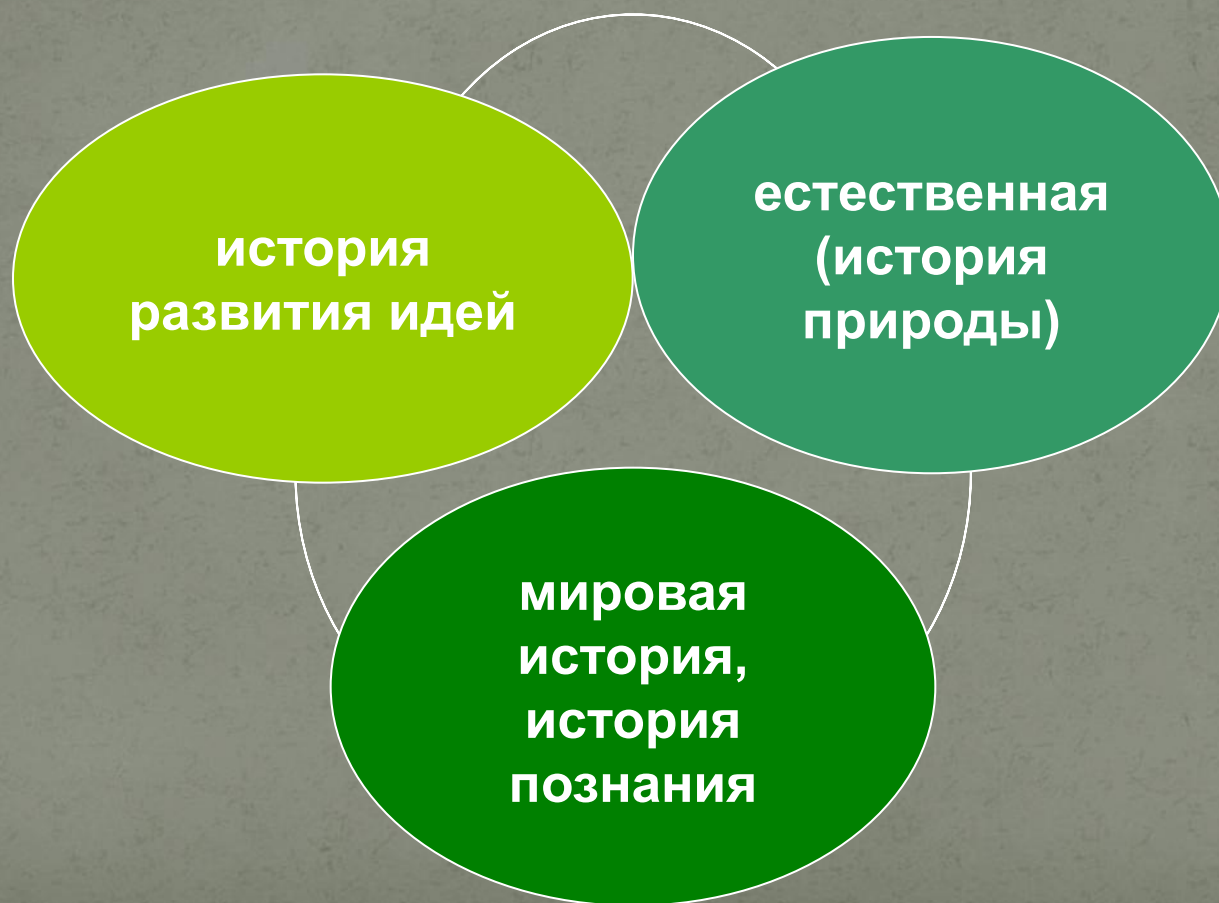 история
развития идей
естественная
(история
природы)
мировая
история,
история
познания